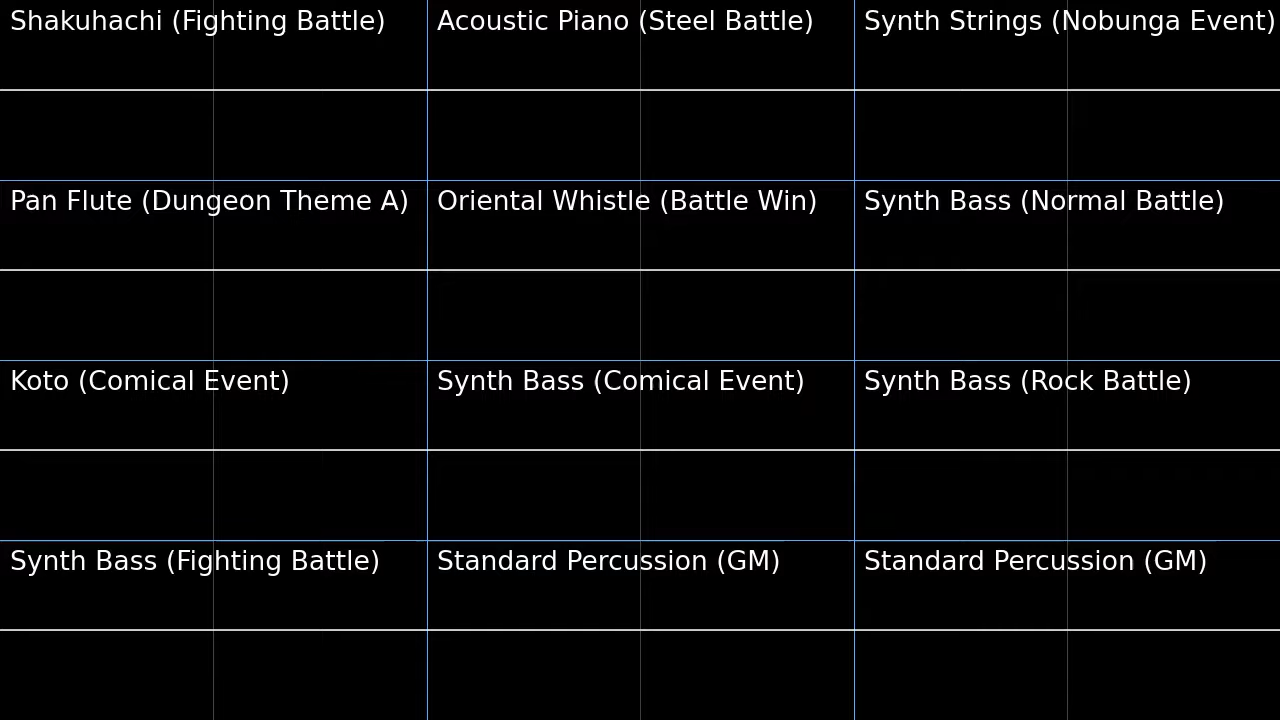 Shakuhachi (Fighting Battle)
Acoustic Piano (Steel Battle)
Synth Strings (Nobunga Event)
Pan Flute (Dungeon Theme A)
Oriental Whistle (Battle Win)
Synth Bass (Normal Battle)
Koto (Comical Event)
Synth Bass (Comical Event)
Synth Bass (Rock Battle)
Synth Bass (Fighting Battle)
Standard Percussion (GM)
Standard Percussion (GM)